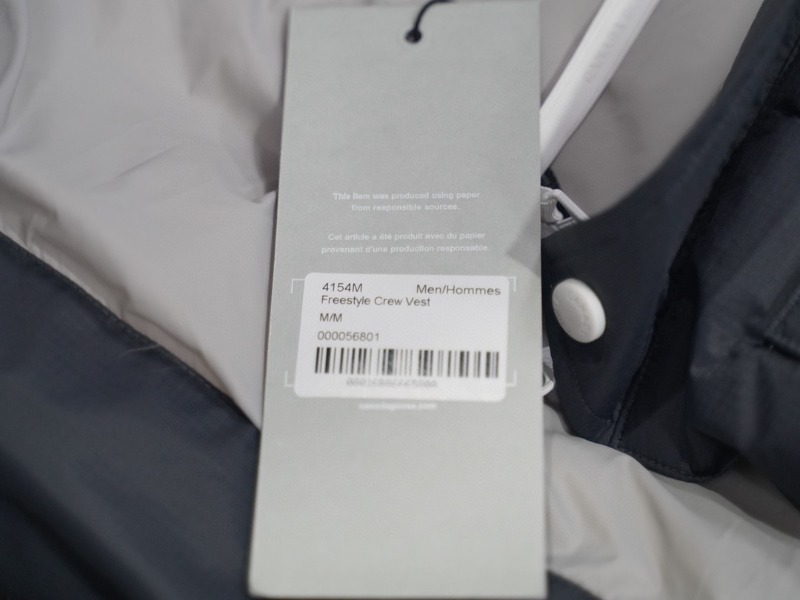 This item was produced using paper
from responsible sources.
Cet article a été produit avec du papier
provenant d'une production responsable.
4154M Men/Hommes
Freestyle Crew Vest
M/M
000056801